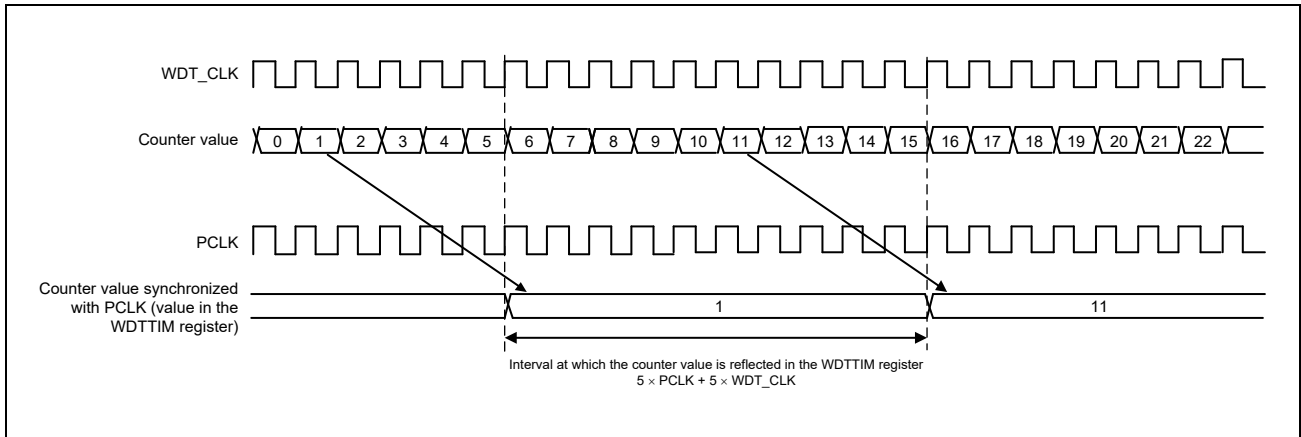 WDT_CLK
Counter value
0 1 2 3 4 5 6 7 8 9 10 11 12 13 14 15 16 17 18 19 20 21 22
PCLK
Counter value synchronized
with PCLK (value in the
WDTTIM register)
1 11
Interval at which the counter value is reflected in the WDTTIM register
5 × PCLK + 5 × WDT_CLK